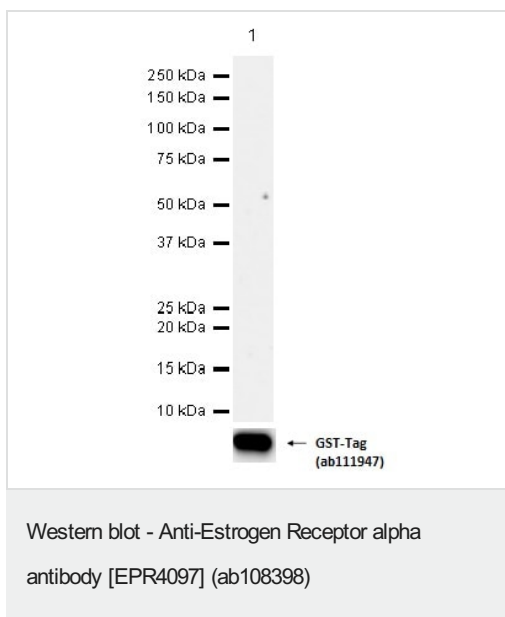 1
250 kDa
150 kDa
100 kDa
75 kDa
50 kDa
37 kDa
25 kDa
20 kDa
15 kDa
10 kDa
GST-Tag
(ab111947)
Western blot - Anti-Estrogen Receptor alpha
antibody [EPR4097] (ab108398)